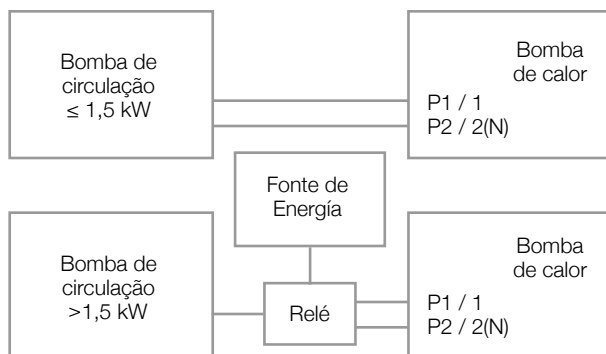 Bomba de
circulação
≤ 1,5 kW
Bomba
de calor
P1 / 1
P2 / 2(N)
Fonte de
Energía
Bomba de
circulação
>1,5 kW
Relé
Bomba
de calor
P1 / 1
P2 / 2(N)